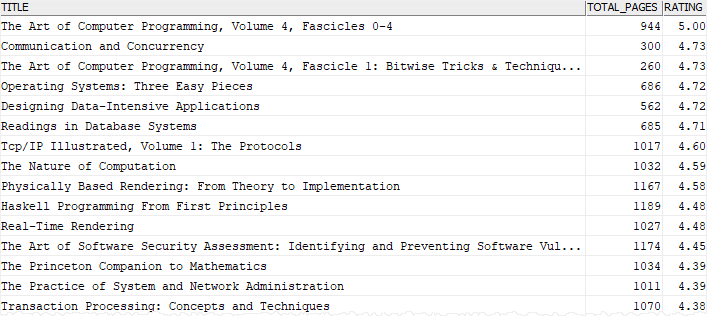 TITLE TOTAL_PAGES RATING
The Art of Computer Programming, Volume 4, Fascicles 0-4 944 5.00
Communication and Concurrency 300 4.73
The Art of Computer Programming, Volume 4, Fascicle 1: Bitwise Tricks & Techniqu... 260 4.73
Operating Systems: Three Easy Pieces 686 4.72
Designing Data-Intensive Applications 562 4.72
Readings in Database Systems 685 4.71
Tcp/IP Illustrated, Volume 1: The Protocols 1017 4.60
The Nature of Computation 1032 4.59
Physically Based Rendering: From Theory to Implementation 1167 4.58
Haskell Programming From First Principles 1189 4.48
Real-Time Rendering 1027 4.48
The Art of Software Security Assessment: Identifying and Preventing Software Vul... 1174 4.45
The Princeton Companion to Mathematics 1034 4.39
The Practice of System and Network Administration 1011 4.39
Transaction Processing: Concepts and Techniques 1070 4.38